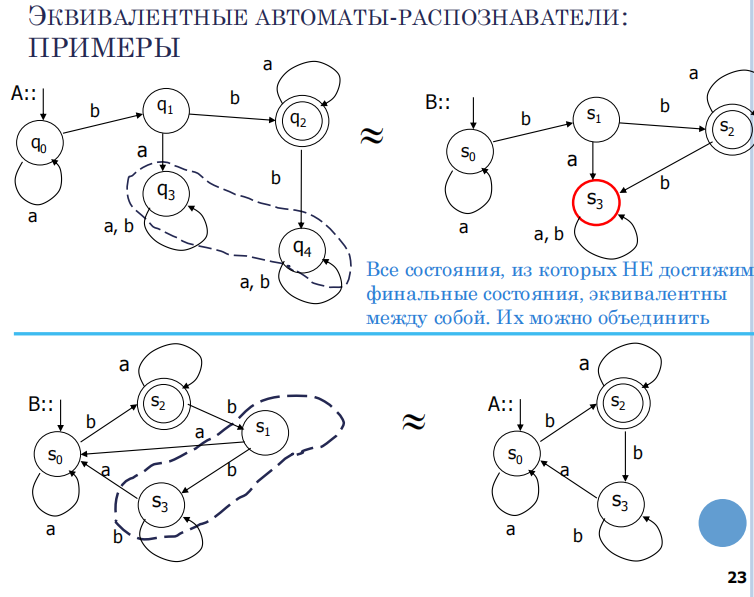 ЭКВИВАЛЕНТНЫЕ АВТОМАТЫ-РАСПОЗНАВАТЕЛИ:
ПРИМЕРЫ
A::
q0
a
b
q1
b
q2
a
a
q3
a, b
b
q4
a, b
≈
B::
s0
a
b
s1
b
s2
a
a
b
s3
a, b
Все состояния, из которых НЕ достижим
финальные состояния, эквивалентны
между собой. Их можно объединить
B::
s0
a
b
s2
a
b
s1
a
b
a
s3
b
≈
A::
s0
a
b
s2
a
b
a
s3
b
23